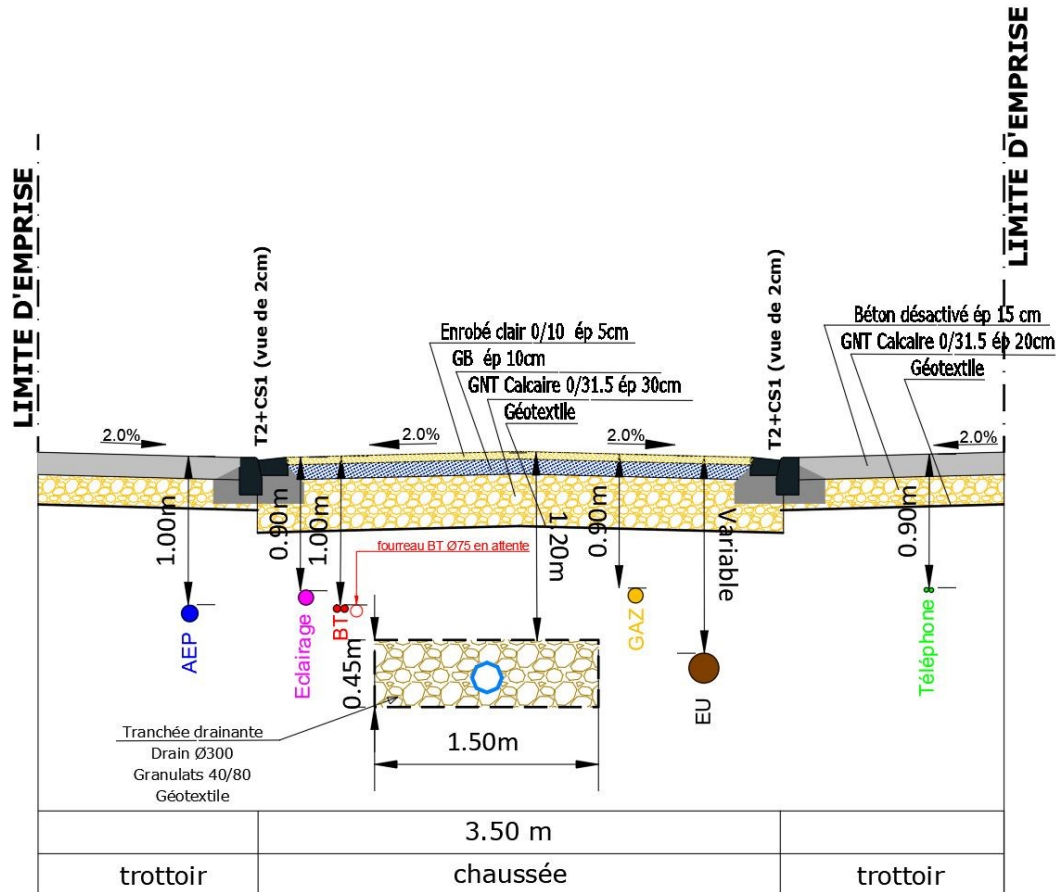 LIMITE D'EMPRISE
LIMITE D'EMPRISE
T2+CS1 (vue de 2cm)
T2+CS1 (vue de 2cm)
Enrobé clair 0/10 ép 5cm
GB ép 10cm
GNT Calcaire 0/31.5 ép 30cm
Géotextile
Béton désactivé ép 15 cm
GNT Calcaire 0/31.5 ép 20cm
Géotextile
2.0%
2.0%
2.0%
2.0%
1.00m
0.90m
1.00m
1.20m
0.90m
Variable
0.90m
fourreau BT Ø75 en attente
AEP
Eclairage
BT
GAZ
EU
Téléphone
0.45m
1.50m
Tranchée drainante
Drain Ø300
Granulats 40/80
Géotextile
3.50 m
trottoir
chaussée
trottoir